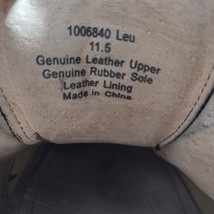 1006840 Leu
11.5
Genuine Leather Upper
Genuine Rubber Sole
Leather Lining
Made in China